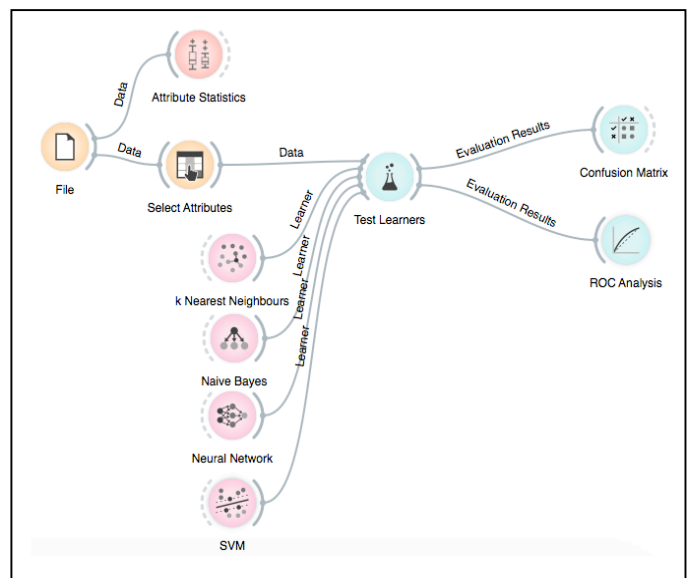 Data
Attribute Statistics
File
Data
Select Attributes
Data
Test Learners
Evaluation Results
Confusion Matrix
Evaluation Results
ROC Analysis
Learner
k Nearest Neighbours
Learner
Naive Bayes
Learner
Neural Network
Learner
SVM